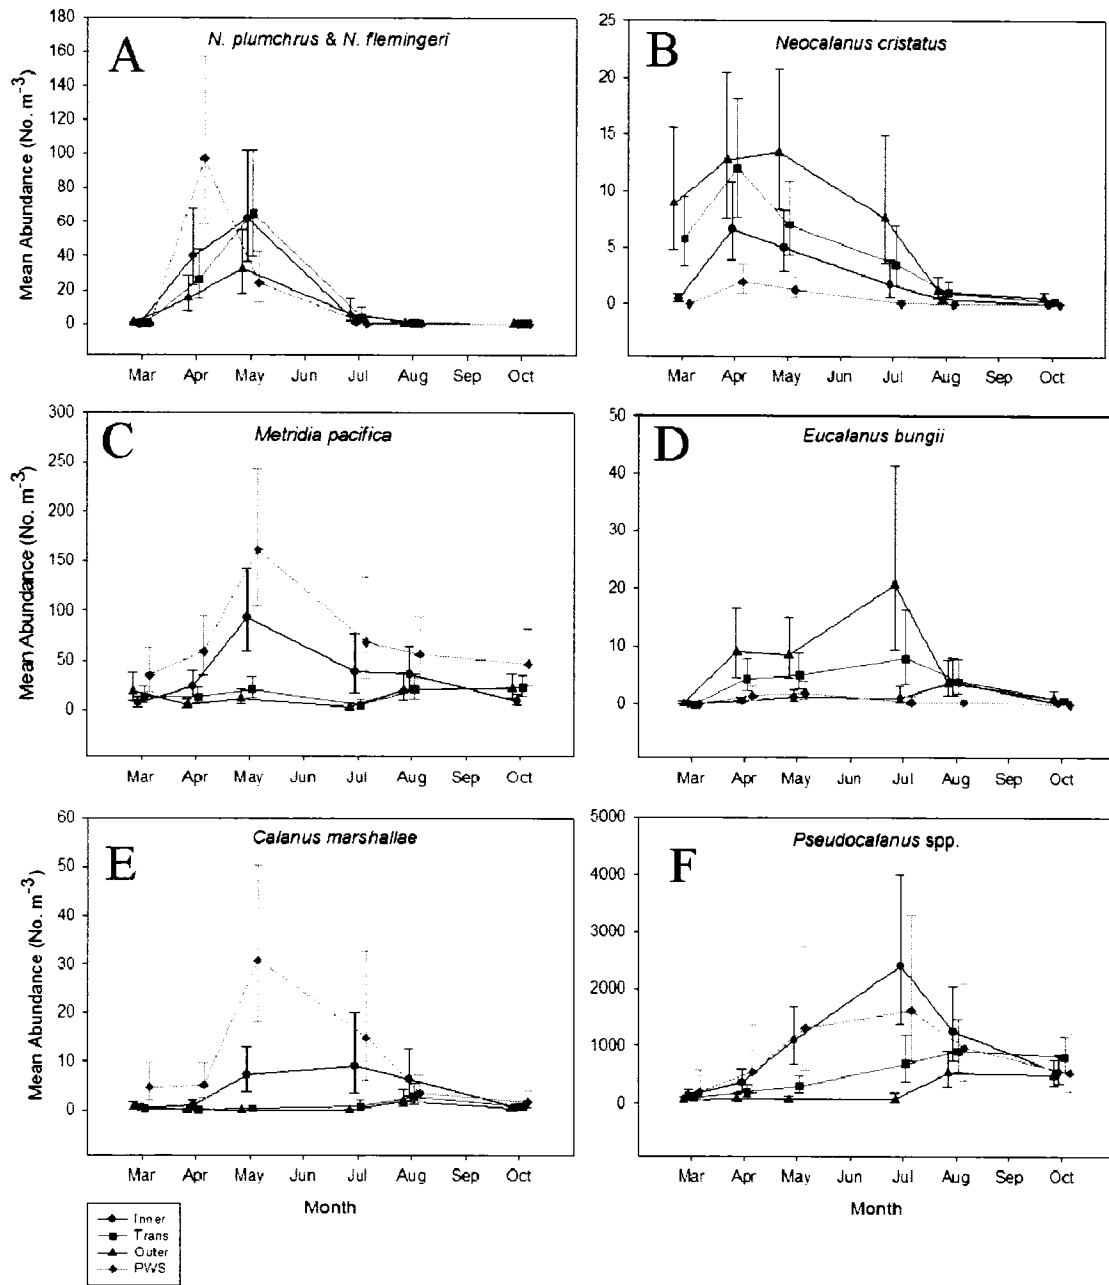 A
N. plumchrus & N. flemingeri
Mean Abundance (No. m⁻³)
180
160
140
120
100
80
60
40
20
0
Mar Apr May Jun Jul Aug Sep Oct
B
Neocalanus cristatus
25
20
15
10
5
0
Mar Apr May Jun Jul Aug Sep Oct
C
Metridia pacifica
Mean Abundance (No. m⁻³)
300
250
200
150
100
50
0
Mar Apr May Jun Jul Aug Sep Oct
D
Eucalanus bungii
50
40
30
20
10
0
Mar Apr May Jun Jul Aug Sep Oct
E
Calanus marshallae
Mean Abundance (No. m⁻³)
60
50
40
30
20
10
0
Mar Apr May Jun Jul Aug Sep Oct
Month
F
Pseudocalanus spp.
5000
4000
3000
2000
1000
0
Mar Apr May Jun Jul Aug Sep Oct
Month
Inner
Trans
Outer
PWS